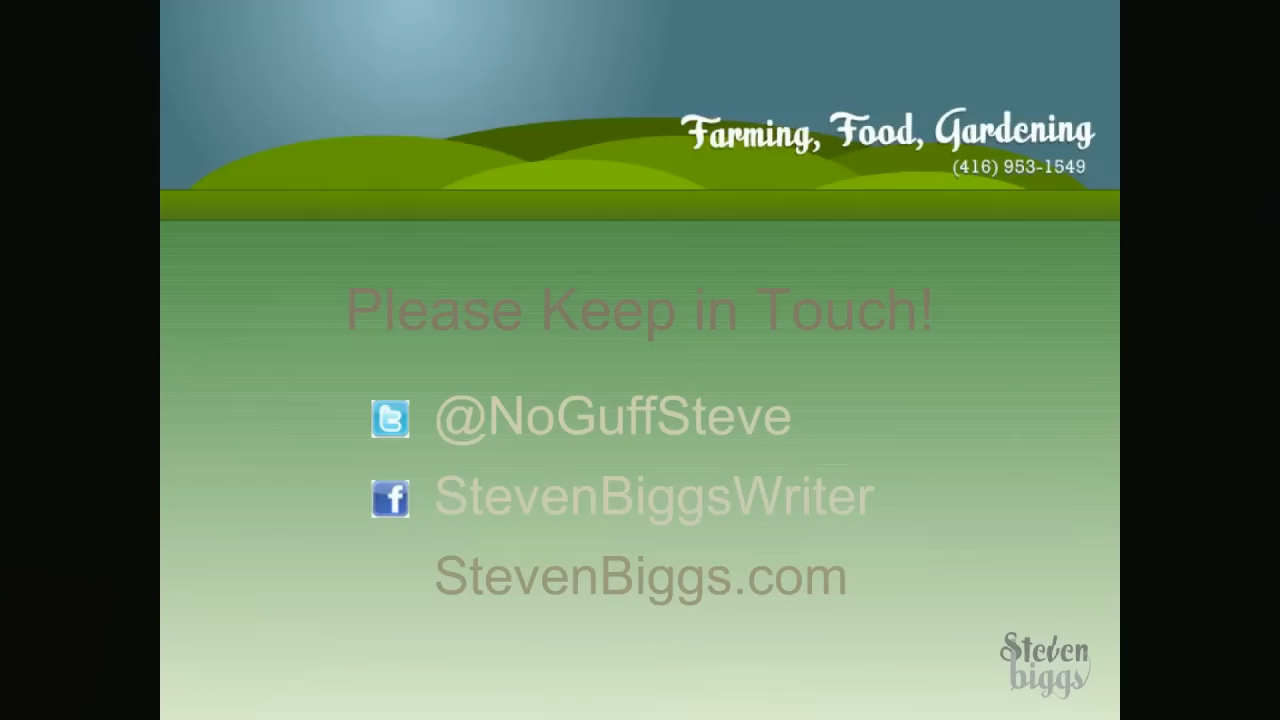 Farming, Food, Gardening
(416) 953-1549
Please Keep in Touch!
@NoGuffSteve
StevenBiggsWriter
StevenBiggs.com
Steven
biggs